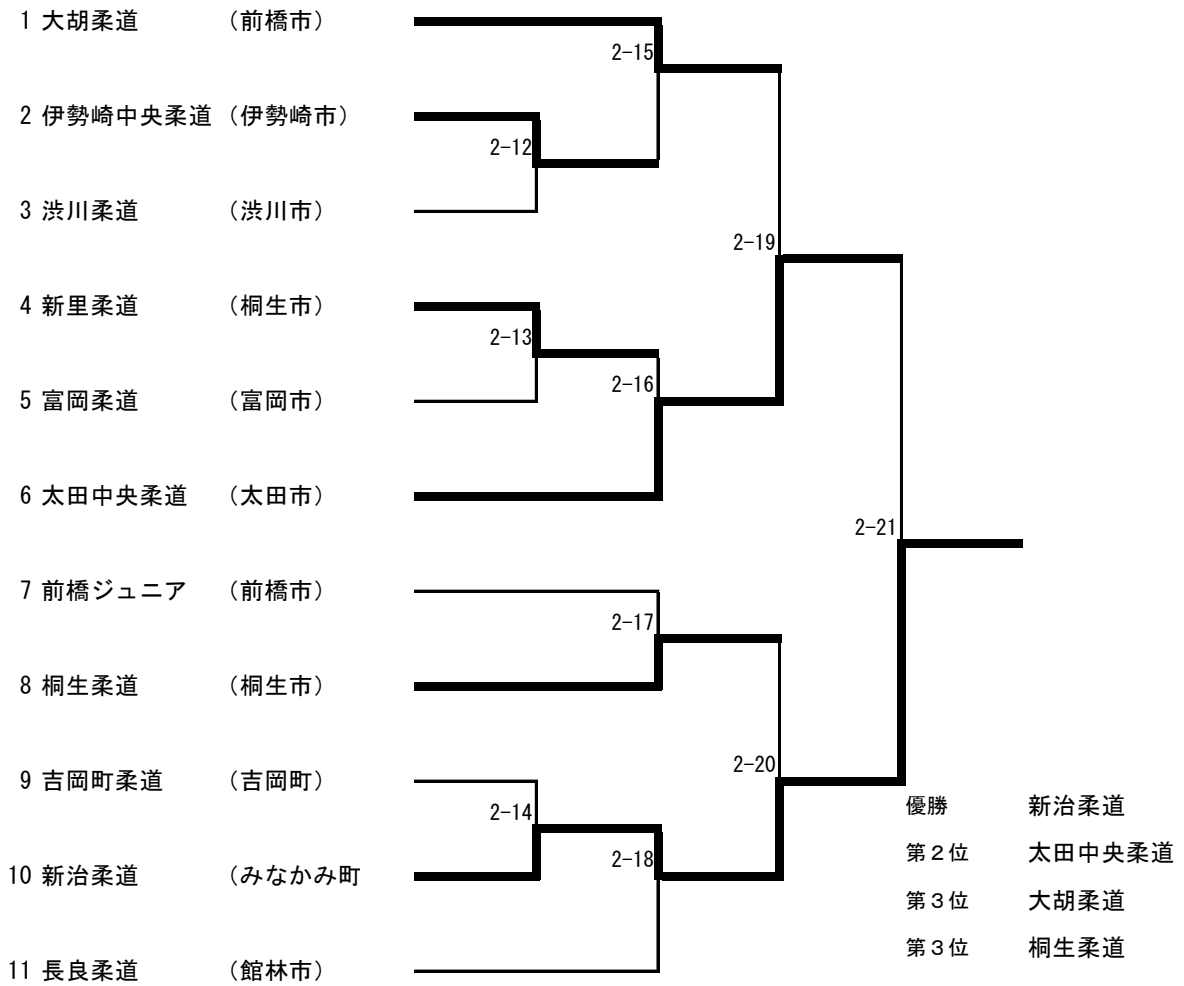 1 大胡柔道 （前橋市）
2-15
2 伊勢崎中央柔道 （伊勢崎市）
2-12
3 渋川柔道 （渋川市）
2-19
4 新里柔道 （桐生市）
2-13
2-16
5 富岡柔道 （富岡市）
6 太田中央柔道 （太田市）
2-21
7 前橋ジュニア （前橋市）
2-17
8 桐生柔道 （桐生市）
2-20
9 吉岡町柔道 （吉岡町）
優勝 新治柔道
2-14
第２位 太田中央柔道
2-18
10 新治柔道 （みなかみ町
第３位 大胡柔道
第３位 桐生柔道
11 長良柔道 （館林市）